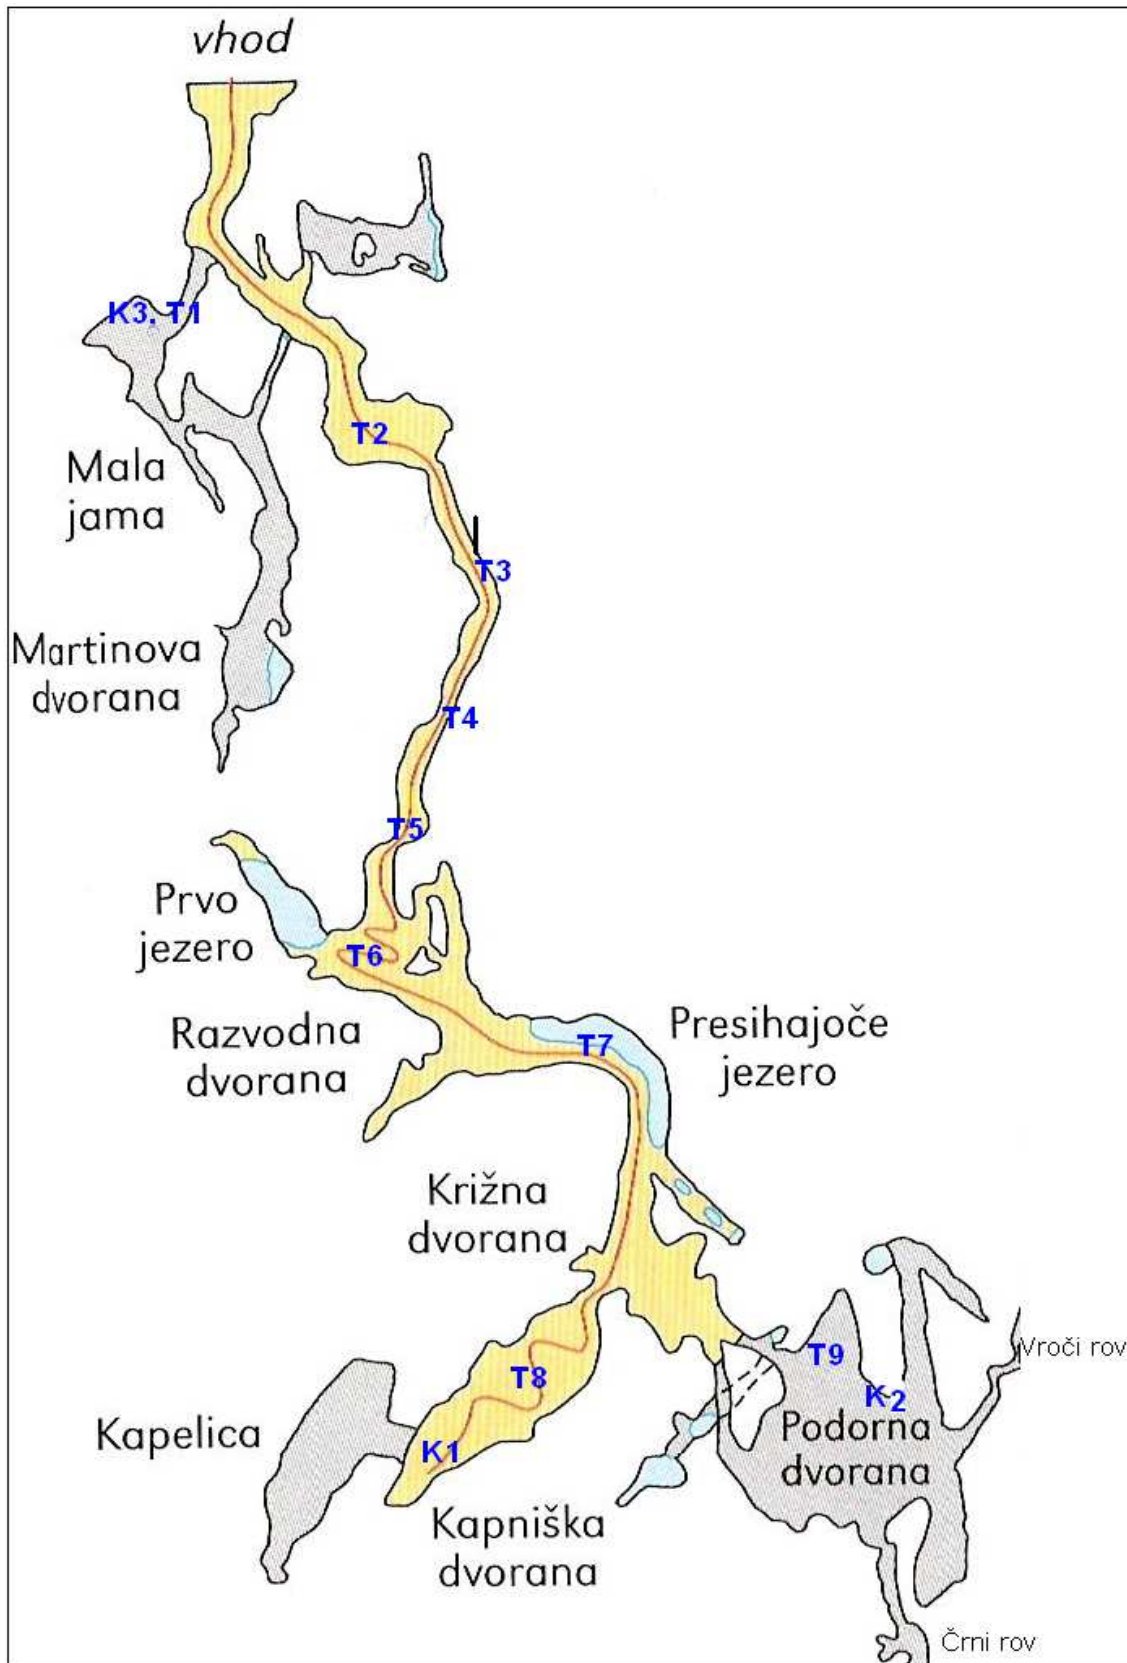 vhod
K3, T1
T2
Mala
jama
T3
Martinova
dvorana
T4
T5
Prvo
jezero
T6
Razvodna
dvorana
T7
Presihajoče
jezero
Križna
dvorana
Vroči rov
T9
T8
K2
Kapelica
K1
Podorna
dvorana
Kapniška
dvorana
Črni rov